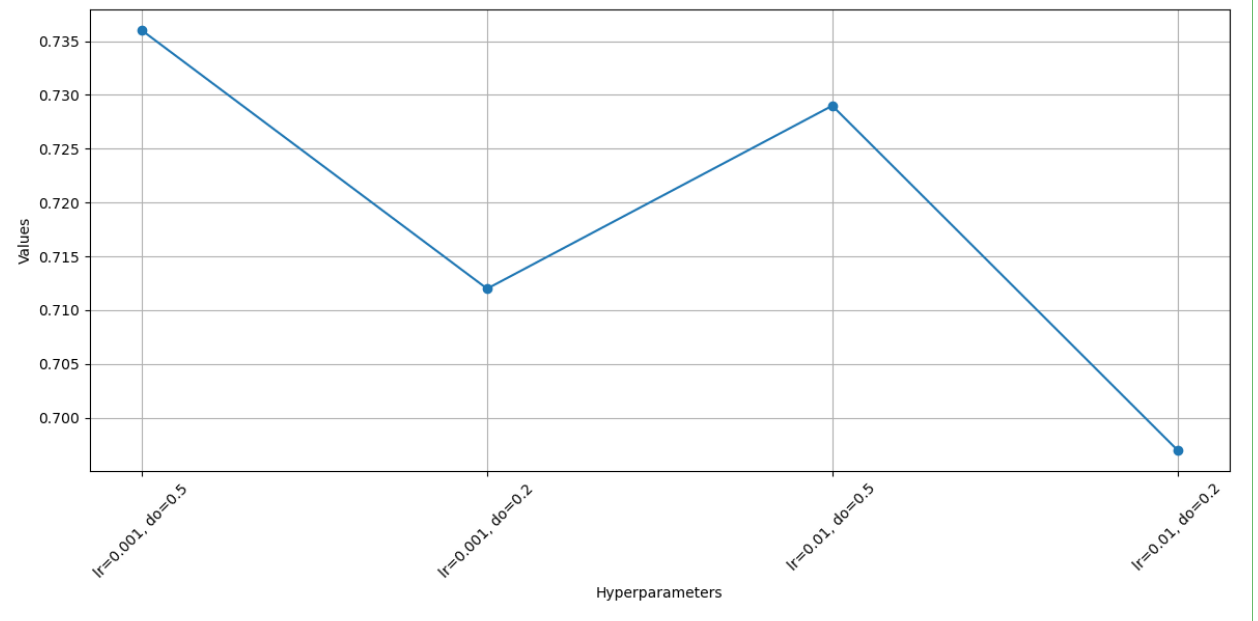 0.735
0.730
0.725
0.720
0.715
0.710
0.705
0.700
Values
lr=0.001, do=0.5
lr=0.001, do=0.2
lr=0.01, do=0.5
lr=0.01, do=0.2
Hyperparameters